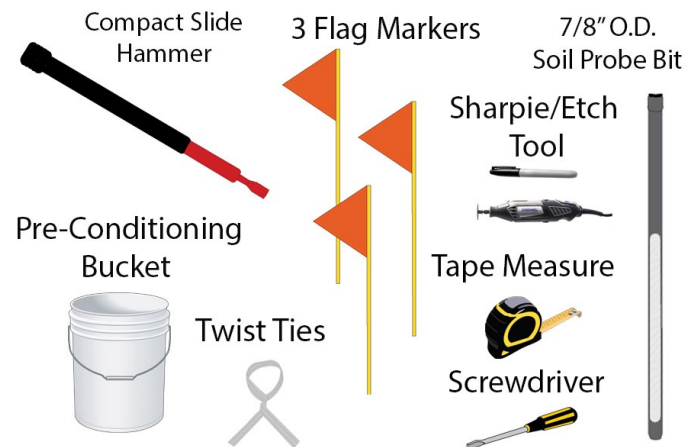 Compact Slide
Hammer
3 Flag Markers
7/8” O.D.
Soil Probe Bit
Sharpie/Etch
Tool
Pre-Conditioning
Bucket
Tape Measure
Twist Ties
Screwdriver